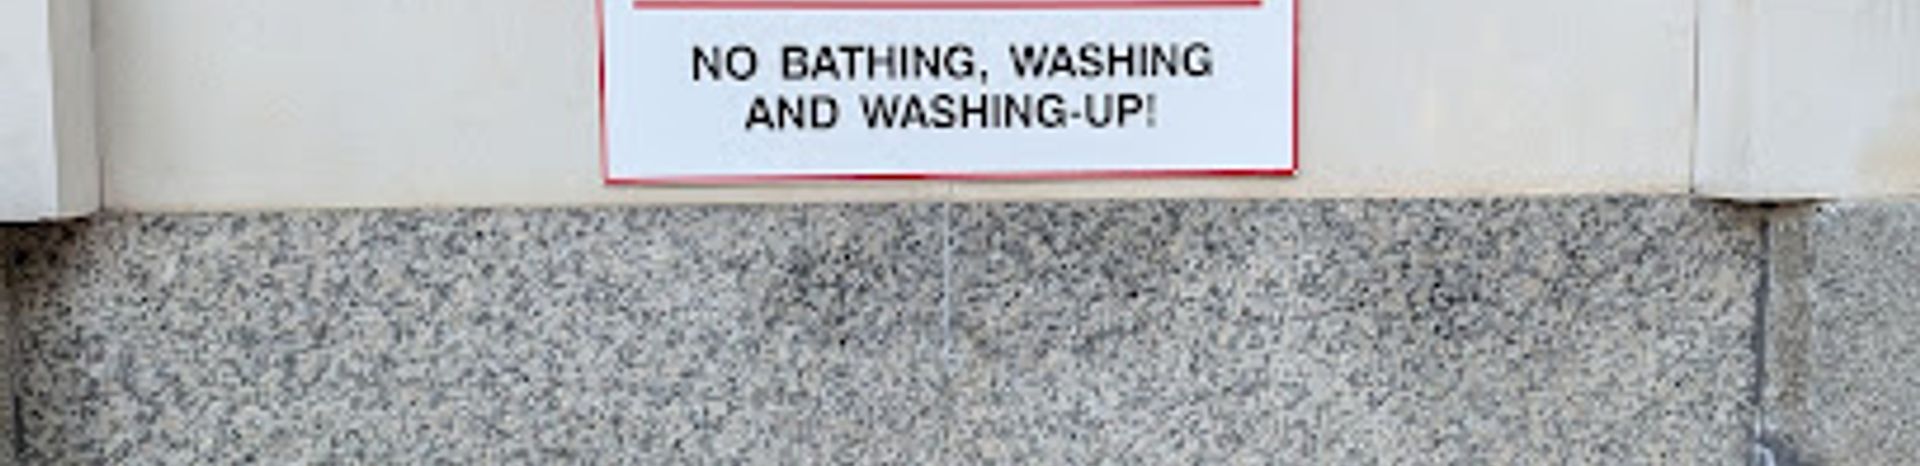 NO BATHING, WASHING
AND WASHING-UP!